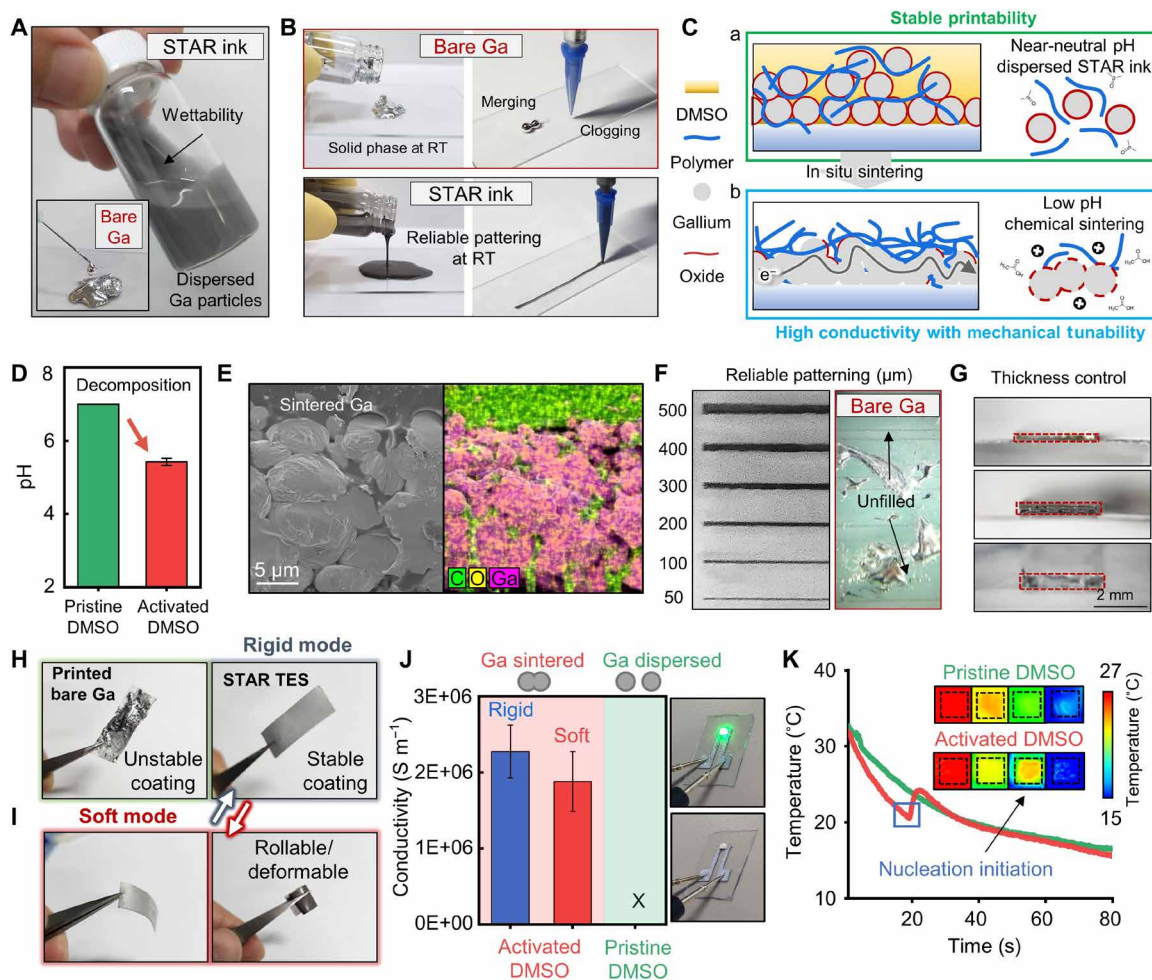 A
STAR ink
Wettability
Bare
Ga
Dispersed
Ga particles
B
Bare Ga
Merging
Solid phase at RT
Clogging
STAR ink
Reliable pattering
at RT
C
Stable printability
a
DMSO
Polymer
Gallium
Oxide
Near-neutral pH
dispersed STAR ink
In situ sintering
b
e⁻
Low pH
chemical sintering
High conductivity with mechanical tunability
D
8
6
4
2
pH
Decomposition
Pristine
DMSO
Activated
DMSO
E
Sintered Ga
5 μm
C O Ga
F
Reliable patterning (μm)
500
400
300
200
100
50
Bare Ga
Unfilled
G
Thickness control
2 mm
H
Rigid mode
Printed
bare Ga
Unstable
coating
STAR TES
Stable
coating
I
Soft mode
Rollable/
deformable
J
Ga sintered
Ga dispersed
3E+06
2E+06
1E+06
0E+00
Conductivity (S m⁻¹)
Rigid
Soft
X
Activated
DMSO
Pristine
DMSO
K
40
30
20
10
Temperature (°C)
Pristine DMSO
Activated DMSO
27
15
Temperature (°C)
Nucleation initiation
20
40
60
80
Time (s)